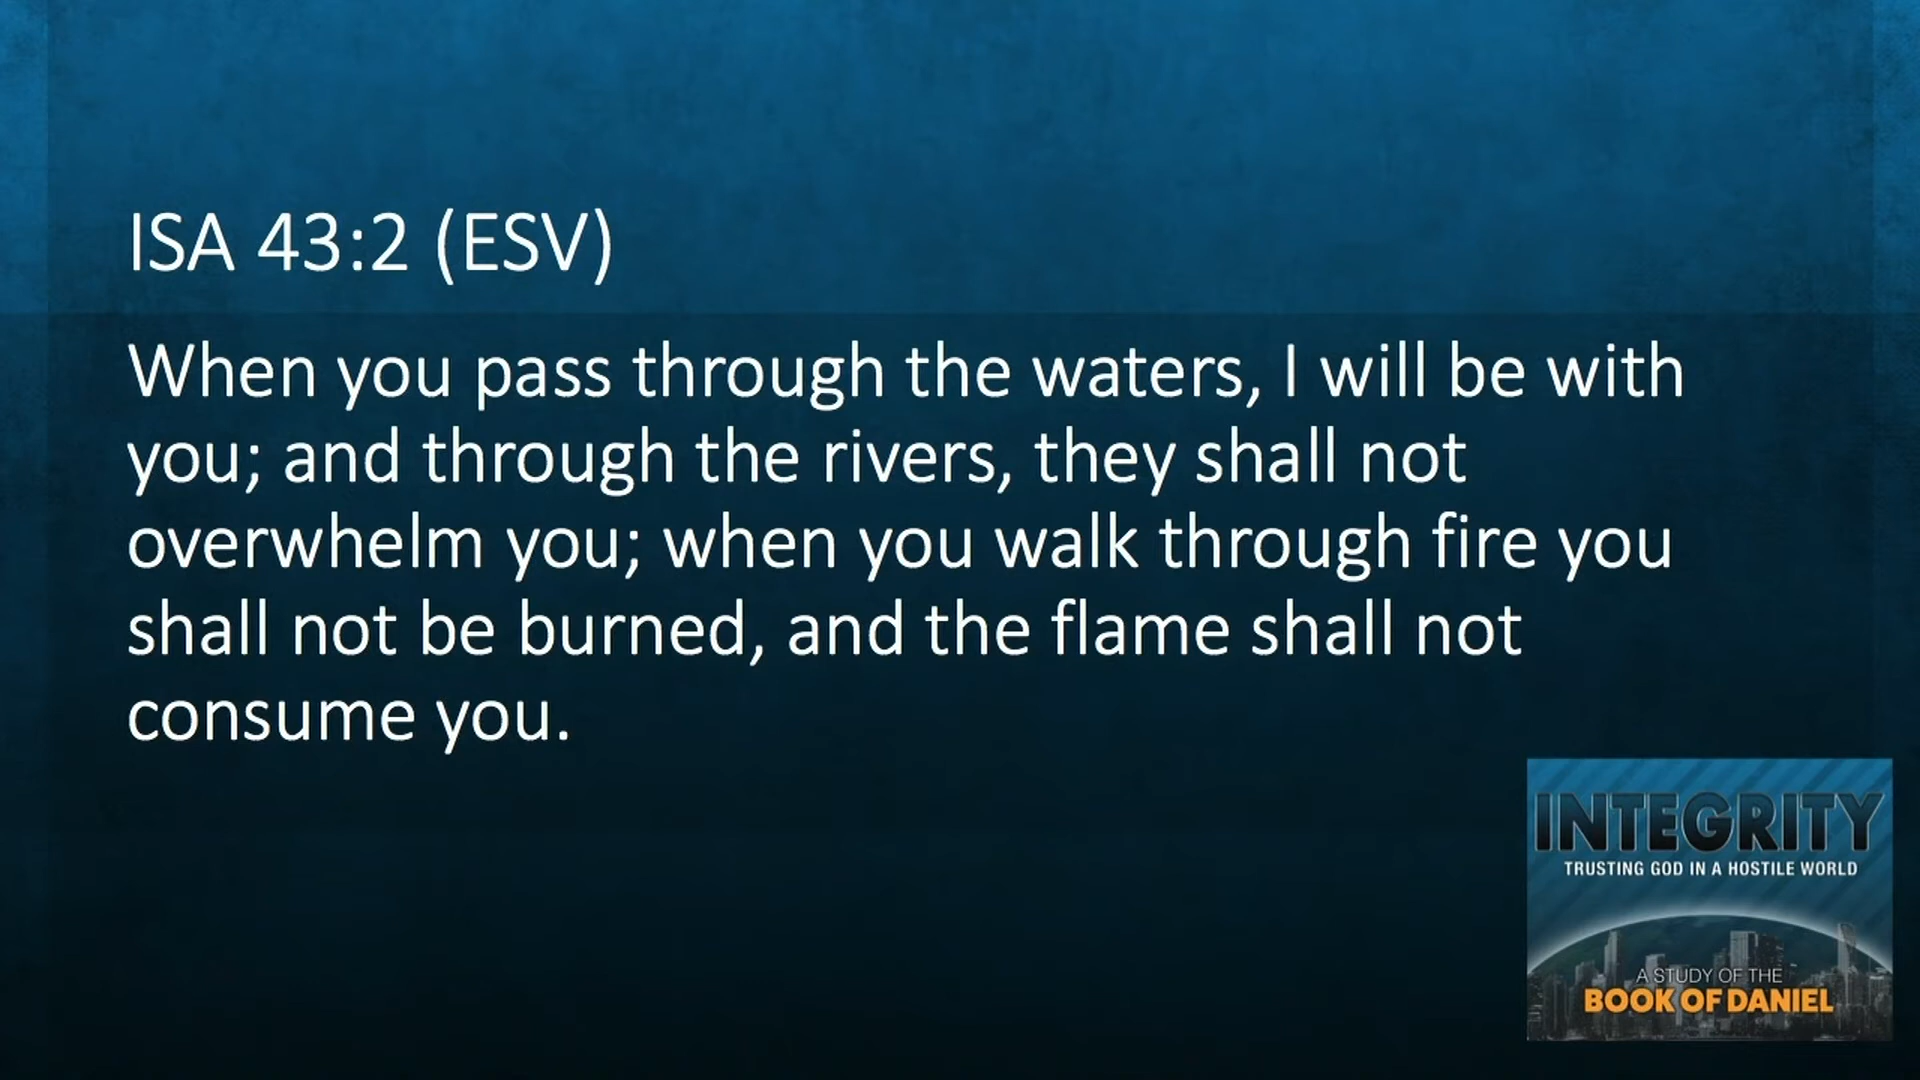 ISA 43:2 (ESV)
When you pass through the waters, I will be with
you; and through the rivers, they shall not
overwhelm you; when you walk through fire you
shall not be burned, and the flame shall not
consume you.
INTEGRITY
TRUSTING GOD IN A HOSTILE WORLD
A STUDY OF THE
BOOK OF DANIEL